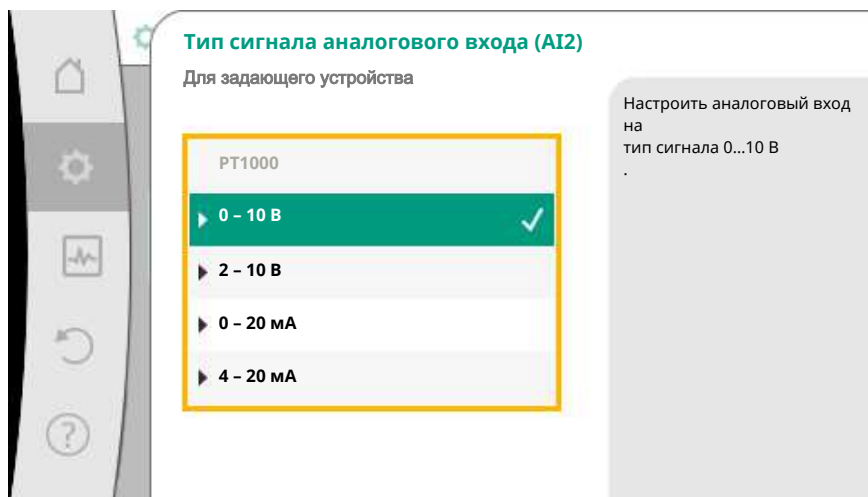 Тип сигнала аналогового входа (AI2)
Для задающего устройства
PT1000
0 – 10 В
2 – 10 В
0 – 20 мА
4 – 20 мА
Настроить аналоговый вход
на
тип сигнала 0...10 В
.
?